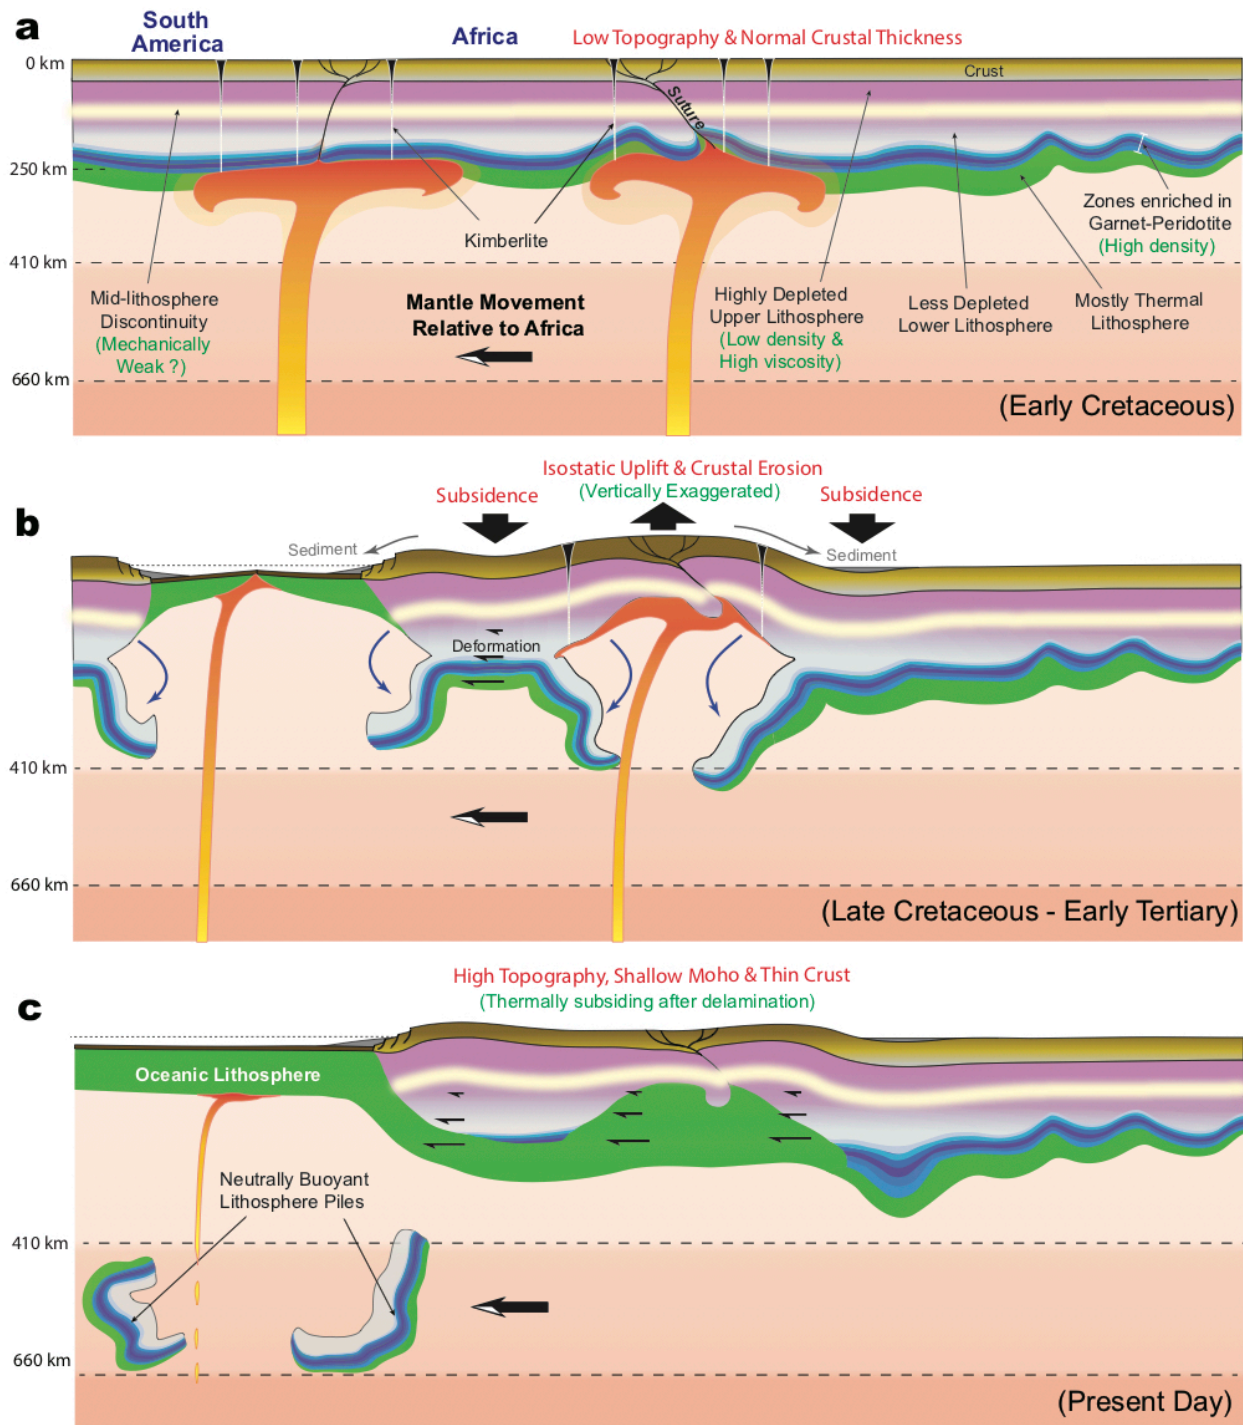 a
South
America
Africa
Low Topography & Normal Crustal Thickness
0 km
Crust
Suture
250 km
Kimberlite
Zones enriched in
Garnet-Peridotite
(High density)
410 km
Mid-lithosphere
Discontinuity
(Mechanically
Weak ?)
Mantle Movement
Relative to Africa
Highly Depleted
Upper Lithosphere
(Low density &
High viscosity)
Less Depleted
Lower Lithosphere
Mostly Thermal
Lithosphere
660 km
(Early Cretaceous)
b
Isostatic Uplift & Crustal Erosion
(Vertically Exaggerated)
Subsidence
Subsidence
Sediment
Sediment
Deformation
410 km
660 km
(Late Cretaceous - Early Tertiary)
c
High Topography, Shallow Moho & Thin Crust
(Thermally subsiding after delamination)
Oceanic Lithosphere
Neutrally Buoyant
Lithosphere Piles
410 km
660 km
(Present Day)